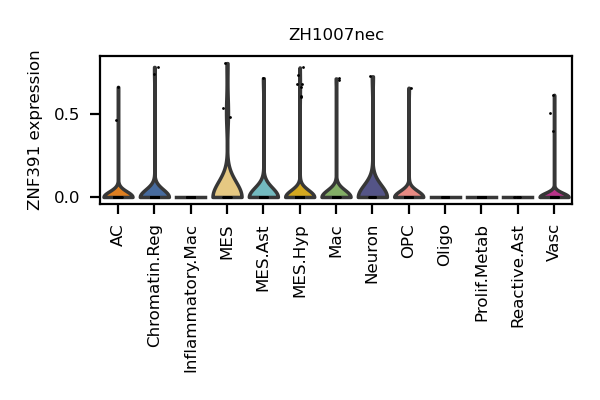 ZH1007nec
ZNF391 expression
0.5
0.0
AC
Chromatin.Reg
Inflammatory.Mac
MES
MES.Ast
MES.Hyp
Mac
Neuron
OPC
Oligo
Prolif.Metab
Reactive.Ast
Vasc